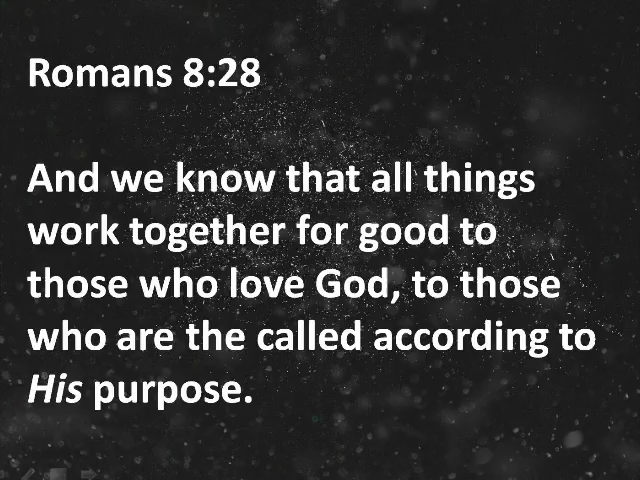 Romans 8:28
And we know that all things
work together for good to
those who love God, to those
who are the called according to
His purpose.